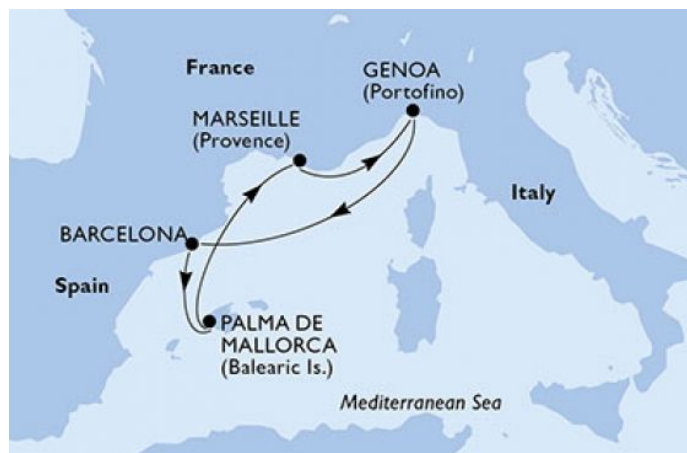 France
GENOA
(Portofino)
MARSEILLE
(Provence)
Italy
BARCELONA
Spain
PALMA DE
MALLORCA
(Balearic Is.)
Mediterranean Sea